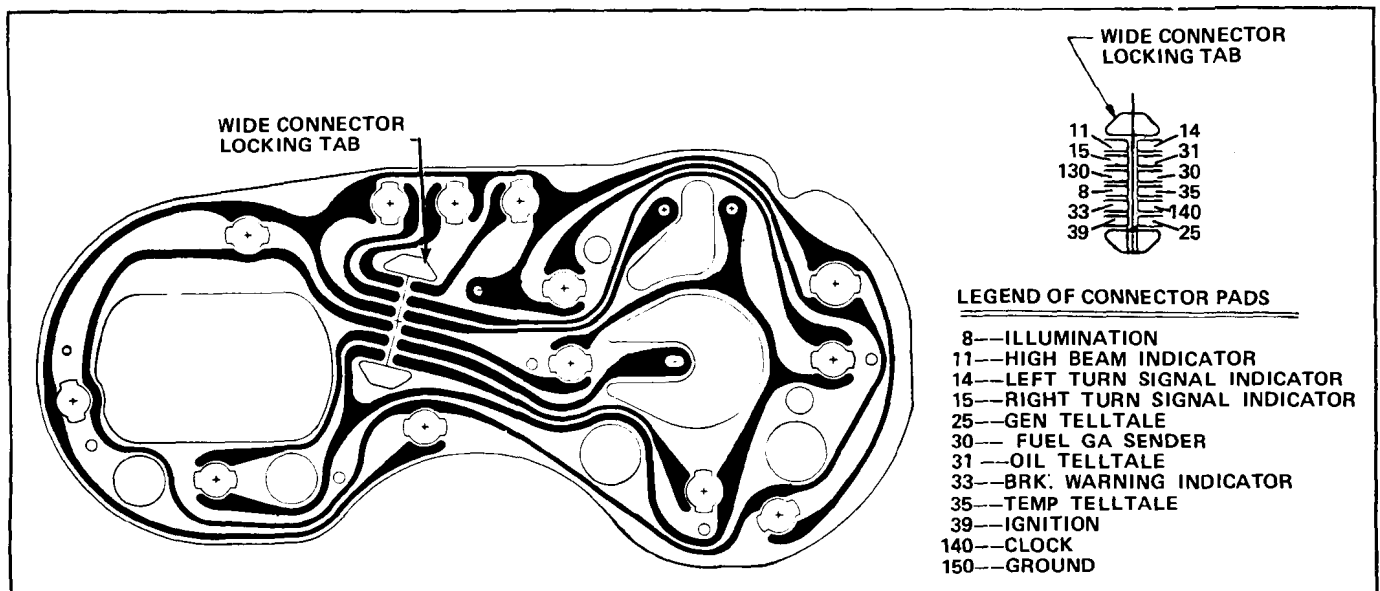 WIDE CONNECTOR
LOCKING TAB
WIDE CONNECTOR
LOCKING TAB
11 14
15 31
130 30
8 35
33 140
39 25
LEGEND OF CONNECTOR PADS
8--ILLUMINATION
11--HIGH BEAM INDICATOR
14--LEFT TURN SIGNAL INDICATOR
15--RIGHT TURN SIGNAL INDICATOR
25--GEN TELLTALE
30-- FUEL GA SENDER
31 --OIL TELLTALE
33--BRK. WARNING INDICATOR
35--TEMP TELLTALE
39--IGNITION
140--CLOCK
150--GROUND